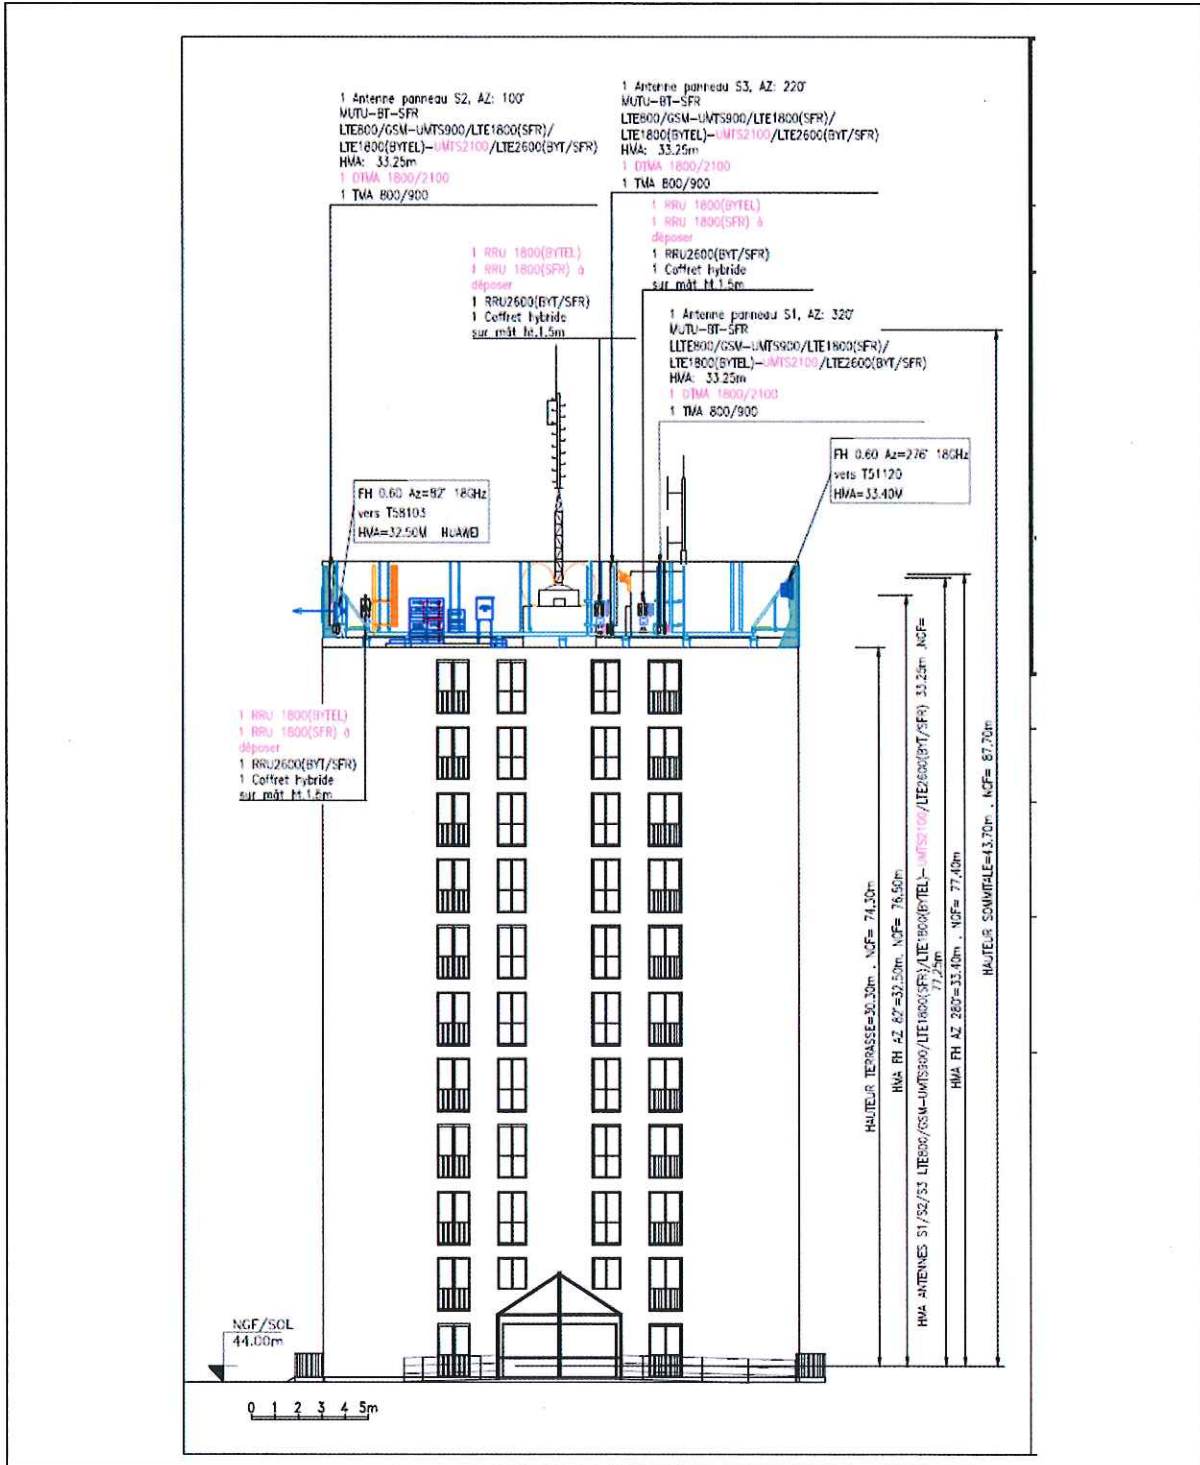 1 Antenne panneau S2, AZ: 100°
MUTU-BT-SFR
LTE800/GSM-UMTS900/LTE1800(SFR)/
LTE1800(BYTEL)-UMTS2100/LTE2600(BYT/SFR)
HMA: 33.25m
1 DTMA 1800/2100
1 TMA 800/900
1 Antenne panneau S3, AZ: 220°
MUTU-BT-SFR
LTE800/GSM-UMTS900/LTE1800(SFR)/
LTE1800(BYTEL)-UMTS2100/LTE2600(BYT/SFR)
HMA: 33.25m
1 DTMA 1800/2100
1 TMA 800/900
1 RRU 1800(BYTEL)
1 RRU 1800(SFR) à
déposer
1 RRU2600(BYT/SFR)
1 Coffret hybride
sur mât ht.1.5m
1 RRU 1800(BYTEL)
1 RRU 1800(SFR) à
déposer
1 RRU2600(BYT/SFR)
1 Coffret hybride
sur mât ht.1.5m
1 Antenne panneau S1, AZ: 320°
MUTU-BT-SFR
LLTE800/GSM-UMTS900/LTE1800(SFR)/
LTE1800(BYTEL)-UMTS2100/LTE2600(BYT/SFR)
HMA: 33.25m
1 DTMA 1800/2100
1 TMA 800/900
FH 0.60 Az=82° 18GHz
vers T58103
HMA=32.50M HUAWEI
FH 0.60 Az=276° 18GHz
vers T51120
HMA=33.40M
1 RRU 1800(BYTEL)
1 RRU 1800(SFR) à
déposer
1 RRU2600(BYT/SFR)
1 Coffret hybride
sur mât ht.1.5m
HAUTEUR TERRASSE=30.30m , NGF= 74.30m
HMA FH AZ 82°=32.50m, NGF= 76.50m
HMA ANTENNES S1/S2/S3 LTE800/GSM-UMTS900/LTE1800(SFR)/LTE1800(BYTEL)-UMTS2100/LTE2600(BYT/SFR) 33.25m ,NGF=
77.25m
HMA FH AZ 280°=33.40m , NGF= 77.40m
HAUTEUR SOMMITALE=43.70m , NGF= 87.70m
NGF/SOL
44.00m
0 1 2 3 4 5m